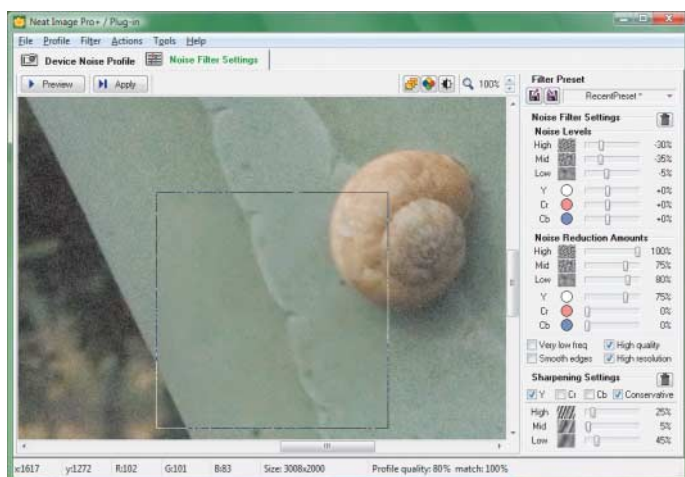 Neat Image Pro+ / Plug-in
File Profile Filter Actions Tools Help
Device Noise Profile Noise Filter Settings
Preview Apply 100%
Filter Preset
RecentPreset *
Noise Filter Settings
Noise Levels
High -30%
Mid -35%
Low -5%
Y +0%
Cr +0%
Cb +0%
Noise Reduction Amounts
High 100%
Mid 75%
Low 80%
Y 75%
Cr 0%
Cb 0%
Very low freq High quality
Smooth edges High resolution
Sharpening Settings
Y Cr Cb Conservative
High 25%
Mid 5%
Low 45%
x:1617 y:1272 R:102 G:101 B:83 Size: 3008x2000 Profile quality: 80% match: 100%